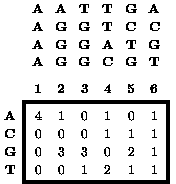 A A T T G A
A G G T C C
A G G A T G
A G G C G T
1 2 3 4 5 6
A 4 1 0 1 0 1
C 0 0 0 1 1 1
G 0 3 3 0 2 1
T 0 0 1 2 1 1